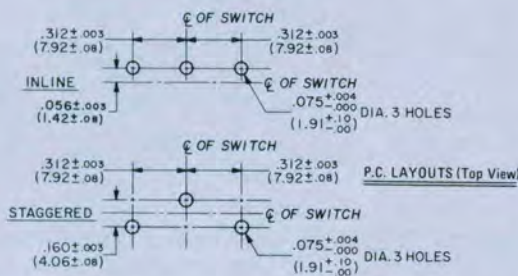 ℄ OF SWITCH
.312±.003 .312±.003
(7.92±.08) (7.92±.08)
℄ OF SWITCH
INLINE
.056±.003 .075+.004-.000 DIA. 3 HOLES
(1.42±.08) (1.91+.10-.00)
℄ OF SWITCH
.312±.003 .312±.003
(7.92±.08) (7.92±.08)
P.C. LAYOUTS (Top View)
STAGGERED
℄ OF SWITCH
.160±.003 .075+.004-.000 DIA. 3 HOLES
(4.06±.08) (1.91+.10-.00)